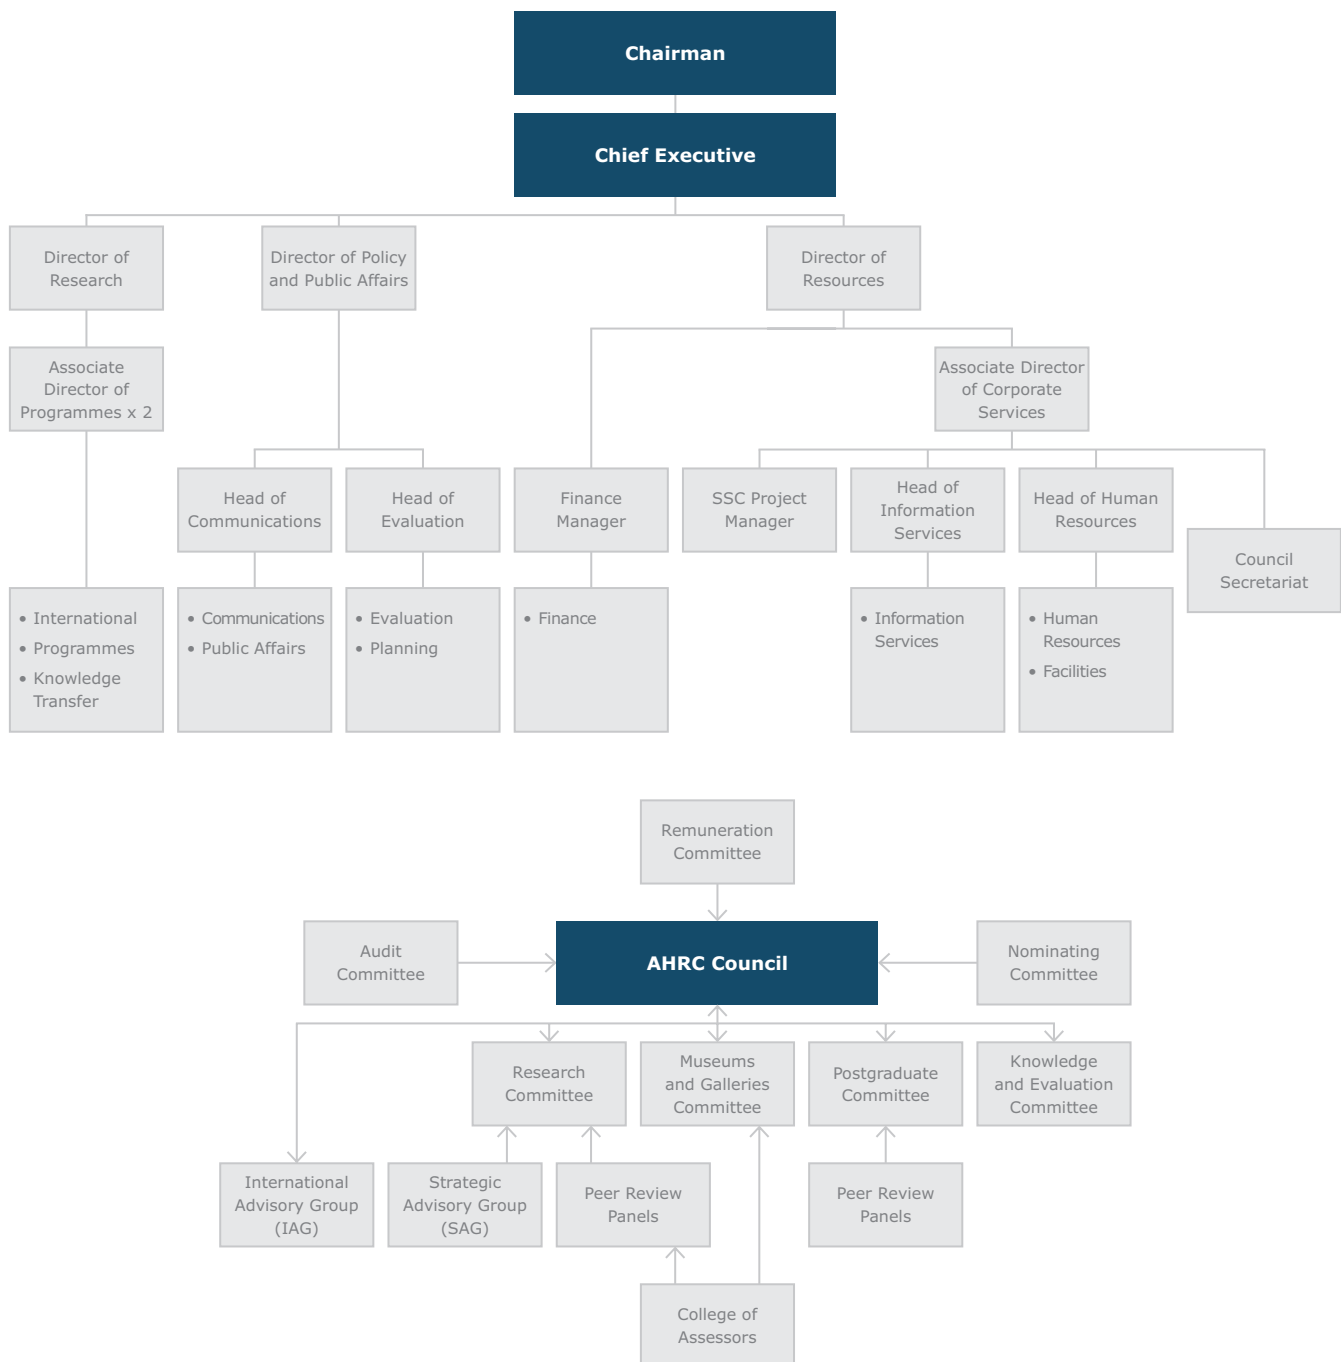 Chairman
Chief Executive
Director of
Research
Director of Policy
and Public Affairs
Director of
Resources
Associate
Director of
Programmes x 2
Associate Director
of Corporate
Services
Head of
Communications
Head of
Evaluation
Finance
Manager
SSC Project
Manager
Head of
Information
Services
Head of Human
Resources
Council
Secretariat
• International
• Programmes
• Knowledge
Transfer
• Communications
• Public Affairs
• Evaluation
• Planning
• Finance
• Information
Services
• Human
Resources
• Facilities
Remuneration
Committee
Audit
Committee
AHRC Council
Nominating
Committee
Research
Committee
Museums
and Galleries
Committee
Postgraduate
Committee
Knowledge
and Evaluation
Committee
International
Advisory Group
(IAG)
Strategic
Advisory Group
(SAG)
Peer Review
Panels
Peer Review
Panels
College of
Assessors